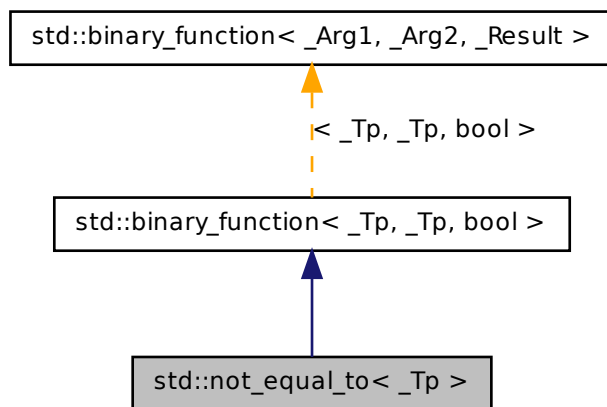 std::binary_function< _Arg1, _Arg2, _Result >
< _Tp, _Tp, bool >
std::binary_function< _Tp, _Tp, bool >
std::not_equal_to< _Tp >